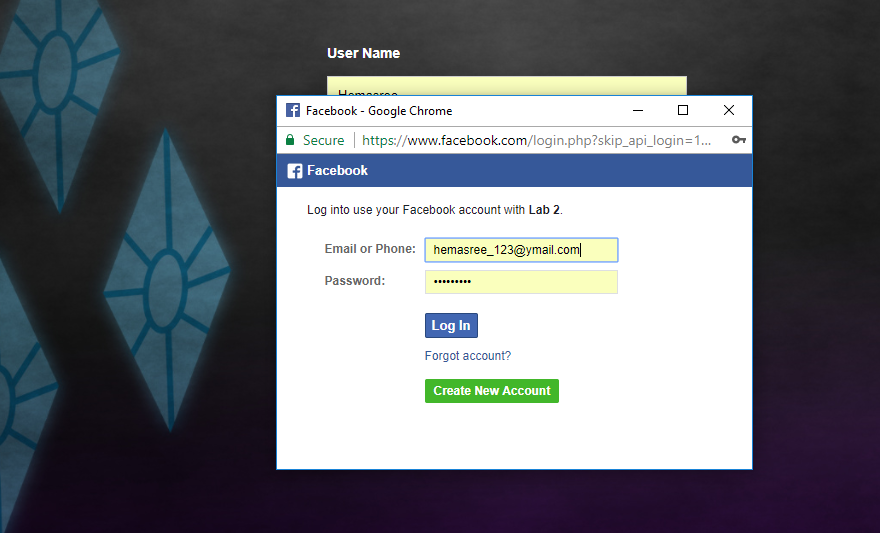 User Name
Hemasree
Facebook - Google Chrome
Secure https://www.facebook.com/login.php?skip_api_login=1...
Facebook
Log into use your Facebook account with Lab 2.
Email or Phone: hemasree_123@ymail.com
Password: •••••••••
Log In
Forgot account?
Create New Account